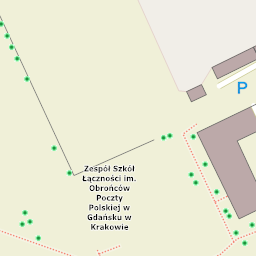 P
Zespół Szkół
Łączności im.
Obrońców
Poczty
Polskiej w
Gdańsku w
Krakowie